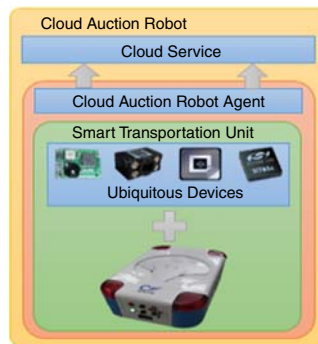 Cloud Auction Robot
Cloud Service
Cloud Auction Robot Agent
Smart Transportation Unit
Ubiquitous Devices